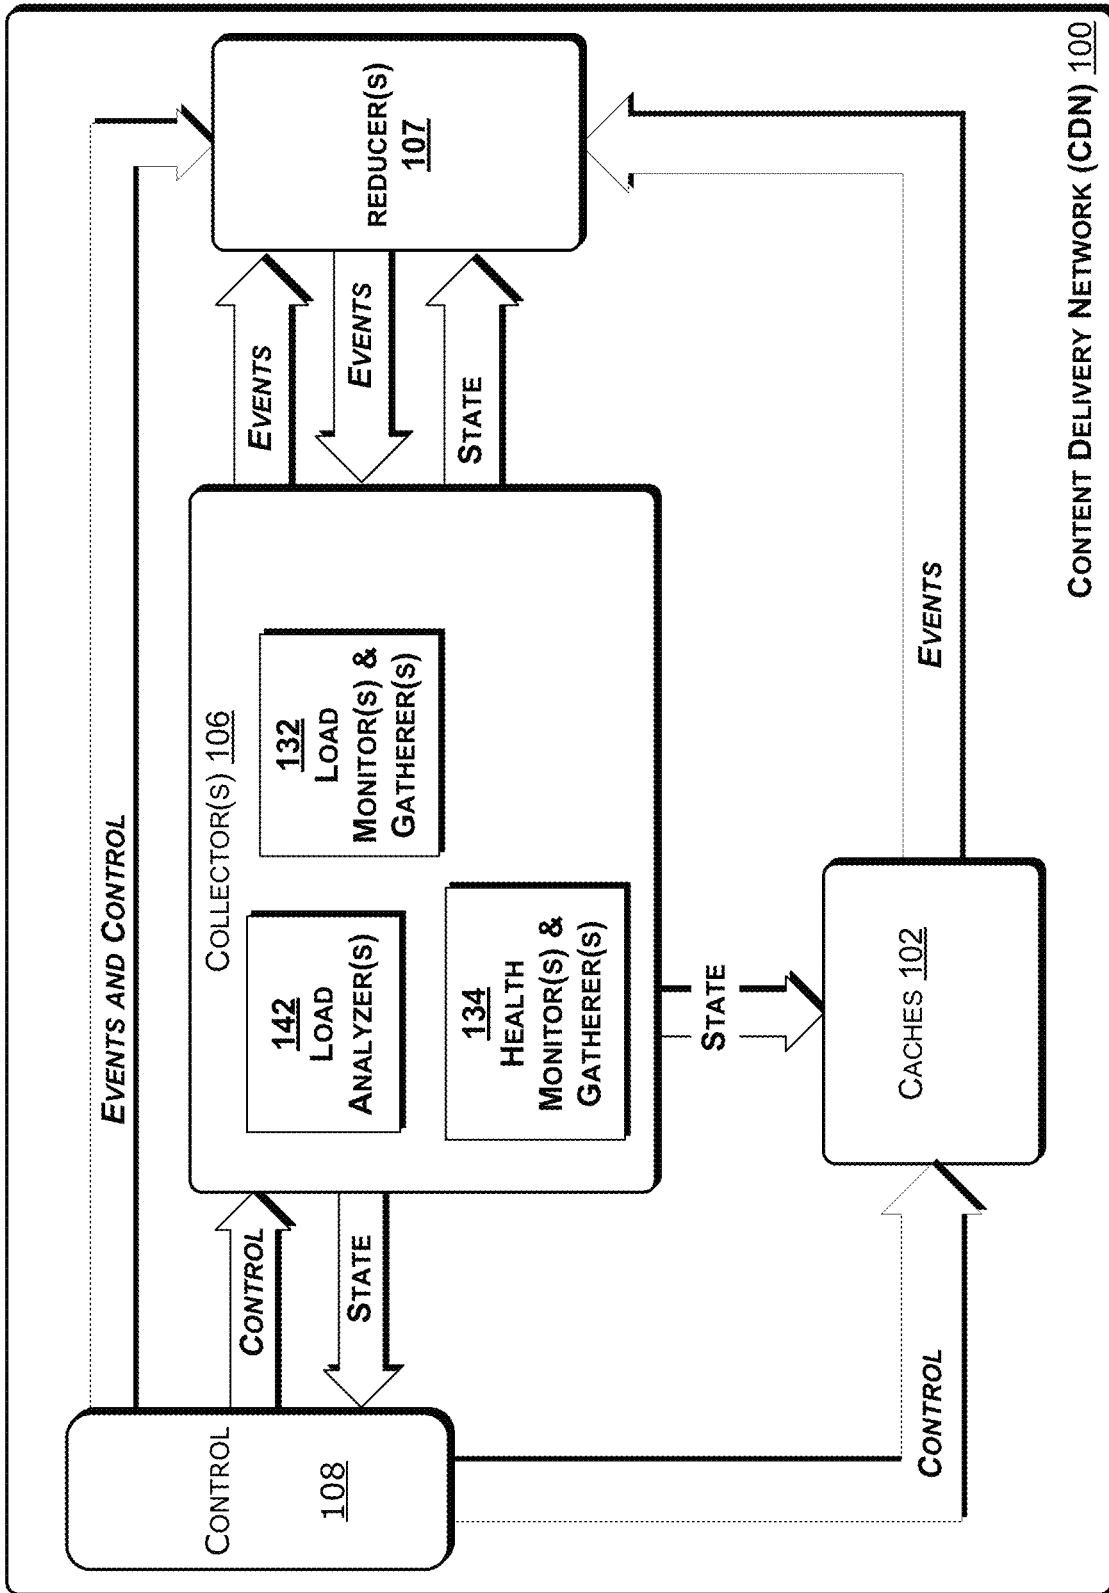 EVENTS AND CONTROL
CONTROL
108
CONTROL
STATE
COLLECTOR(S) 106
142
LOAD
ANALYZER(S)
132
LOAD
MONITOR(S) &
GATHERER(S)
134
HEALTH
MONITOR(S) &
GATHERER(S)
EVENTS
EVENTS
STATE
REDUCER(S)
107
STATE
CONTROL
CACHES 102
EVENTS
CONTENT DELIVERY NETWORK (CDN) 100